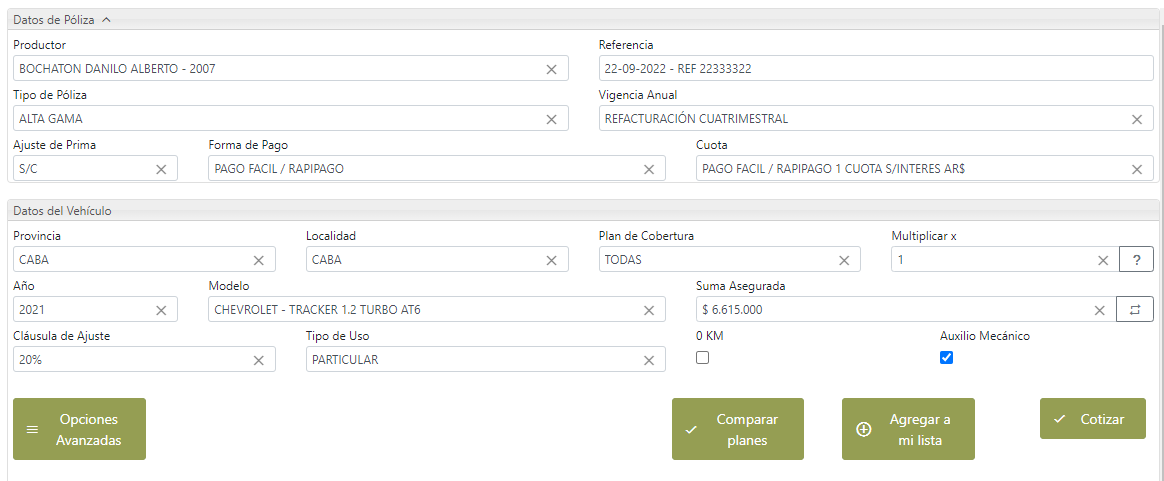 Datos de Póliza
Productor
Referencia
BOCHATON DANILO ALBERTO - 2007
22-09-2022 - REF 22333322
Tipo de Póliza
Vigencia Anual
ALTA GAMA
REFACTURACIÓN CUATRIMESTRAL
Ajuste de Prima
Forma de Pago
Cuota
S/C
PAGO FACIL / RAPIPAGO
PAGO FACIL / RAPIPAGO 1 CUOTA S/INTERES AR$
Datos del Vehículo
Provincia
Localidad
Plan de Cobertura
Multiplicar x
CABA
CABA
TODAS
1
?
Año
Modelo
Suma Asegurada
2021
CHEVROLET - TRACKER 1.2 TURBO AT6
$ 6.615.000
Cláusula de Ajuste
Tipo de Uso
0 KM
Auxilio Mecánico
20%
PARTICULAR
Opciones
Avanzadas
Comparar
planes
Agregar a
mi lista
Cotizar